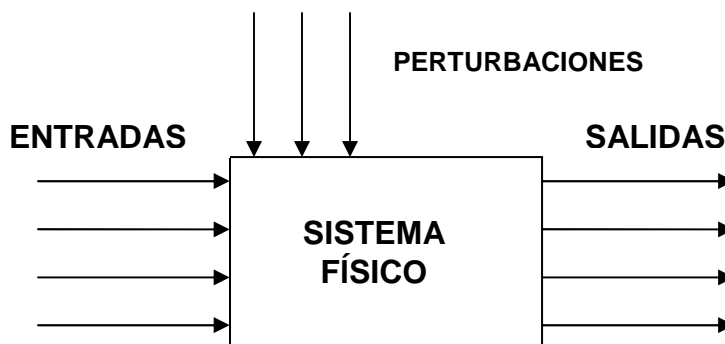 PERTURBACIONES
ENTRADAS
SALIDAS
SISTEMA
FÍSICO